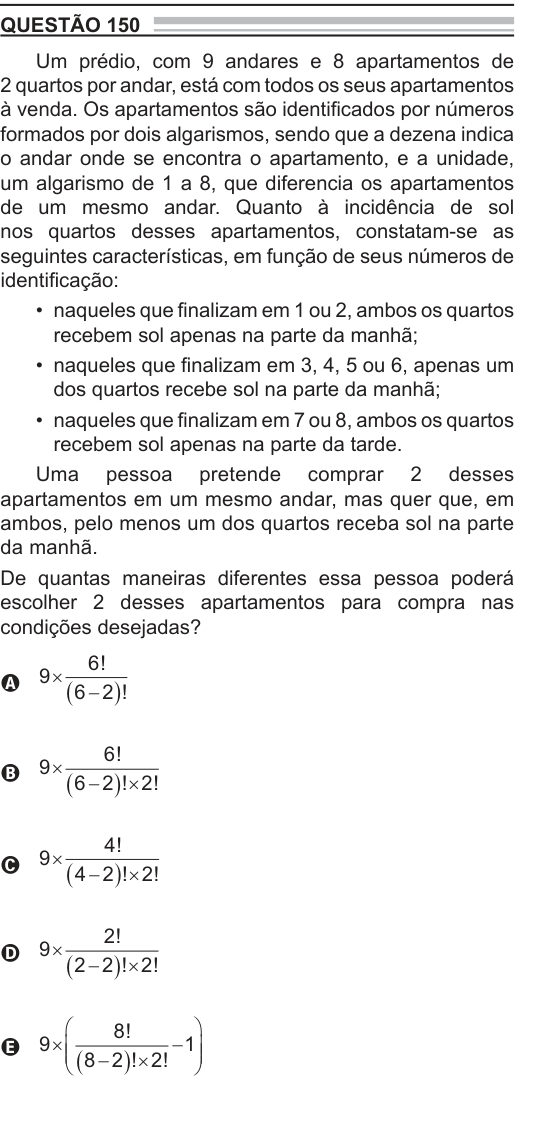 QUESTÃO 150
Um prédio, com 9 andares e 8 apartamentos de
2 quartos por andar, está com todos os seus apartamentos
à venda. Os apartamentos são identificados por números
formados por dois algarismos, sendo que a dezena indica
o andar onde se encontra o apartamento, e a unidade,
um algarismo de 1 a 8, que diferencia os apartamentos
de um mesmo andar. Quanto à incidência de sol
nos quartos desses apartamentos, constatam-se as
seguintes características, em função de seus números de
identificação:
• naqueles que finalizam em 1 ou 2, ambos os quartos
recebem sol apenas na parte da manhã;
• naqueles que finalizam em 3, 4, 5 ou 6, apenas um
dos quartos recebe sol na parte da manhã;
• naqueles que finalizam em 7 ou 8, ambos os quartos
recebem sol apenas na parte da tarde.
Uma pessoa pretende comprar 2 desses
apartamentos em um mesmo andar, mas quer que, em
ambos, pelo menos um dos quartos receba sol na parte
da manhã.
De quantas maneiras diferentes essa pessoa poderá
escolher 2 desses apartamentos para compra nas
condições desejadas?
A 9× 6! / (6−2)!
B 9× 6! / (6−2)!×2!
C 9× 4! / (4−2)!×2!
D 9× 2! / (2−2)!×2!
E 9×( 8! / (8−2)!×2! −1)